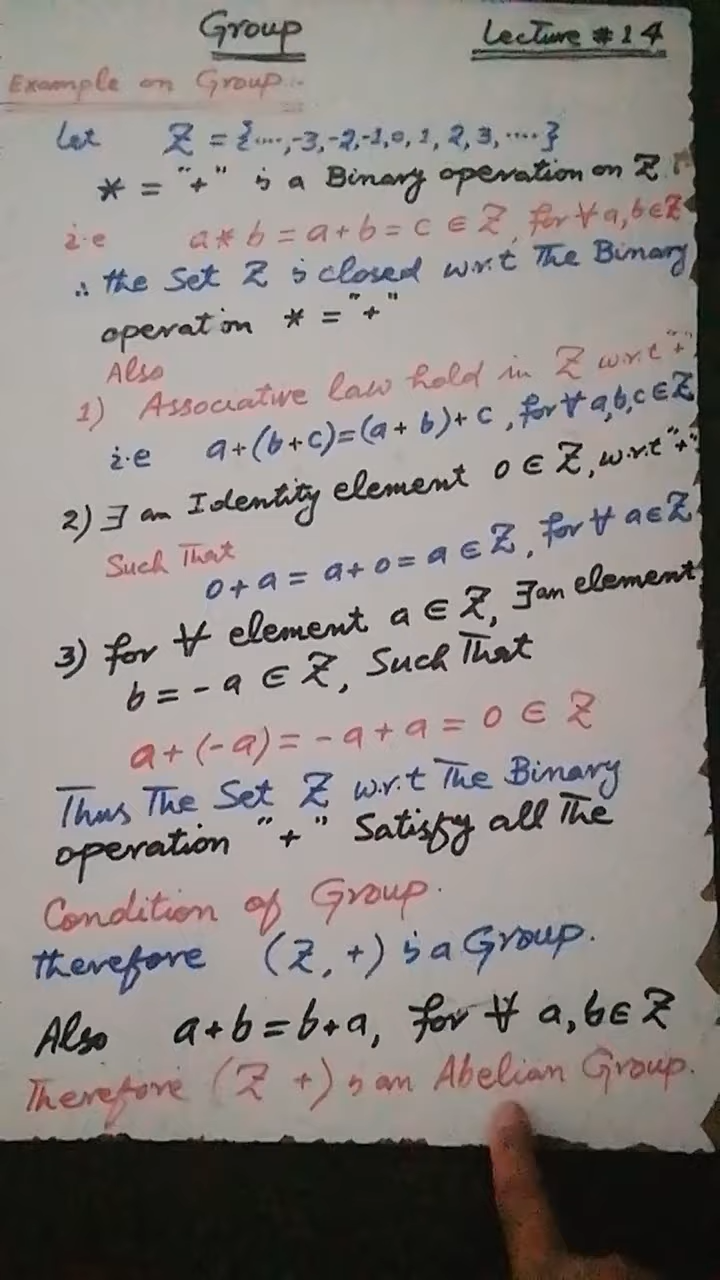 Group
Lecture # 14
Example on Group..
Let Z = {...,-3,-2,-1,0,1,2,3,....}
* = "+" is a Binary operation on Z.
i.e a * b = a + b = c ∈ Z, for ∀ a,b∈Z
∴ the Set Z is closed w.r.t The Binary
operation * = "+"
Also
1) Associative law hold in Z w.r.t "+"
i.e a+(b+c)=(a+b)+c, for ∀ a,b,c∈Z
2) ∃ an Identity element 0 ∈ Z, w.r.t "+"
Such That
0+a = a+0 = a ∈ Z, for ∀ a∈Z
3) for ∀ element a ∈ Z, ∃ an element
b = -a ∈ Z, Such That
a+(-a) = -a+a = 0 ∈ Z
Thus The Set Z w.r.t The Binary
operation "+" Satisfy all The
Condition of Group.
therefore (Z,+) is a Group.
Also a+b=b+a, for ∀ a,b∈Z
Therefore (Z +) is an Abelian Group.